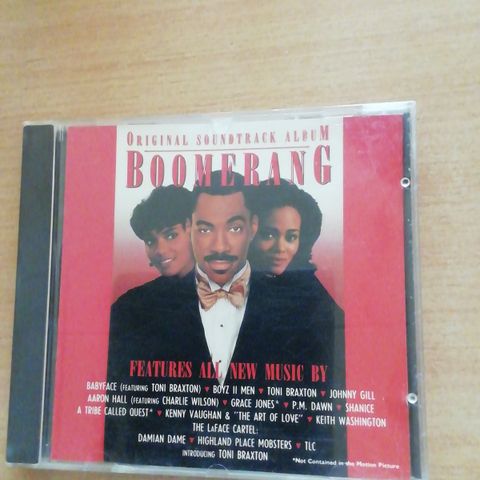 ORIGINAL SOUNDTRACK ALBUM
BOOMERANG
FEATURES ALL NEW MUSIC BY
BABYFACE (FEATURING TONI BRAXTON) ♥ BOYZ II MEN ♥ TONI BRAXTON ♥ JOHNNY GILL
AARON HALL (FEATURING CHARLIE WILSON) ♥ GRACE JONES* ♥ P.M. DAWN ♥ SHANICE
A TRIBE CALLED QUEST* ♥ KENNY VAUGHAN & "THE ART OF LOVE" ♥ KEITH WASHINGTON
THE LAFACE CARTEL:
DAMIAN DAME ♥ HIGHLAND PLACE MOBSTERS ♥ TLC
INTRODUCING TONI BRAXTON
*Not Contained in the Motion Picture